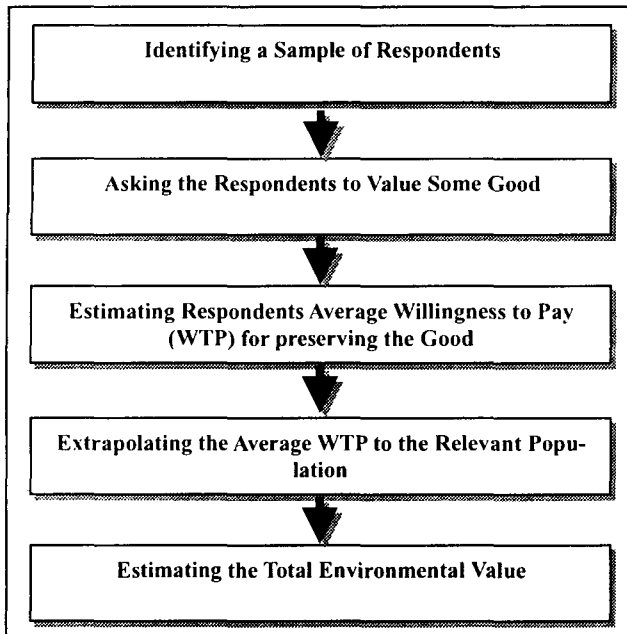 Identifying a Sample of Respondents
Asking the Respondents to Value Some Good
Estimating Respondents Average Willingness to Pay
(WTP) for preserving the Good
Extrapolating the Average WTP to the Relevant Popu-
lation
Estimating the Total Environmental Value